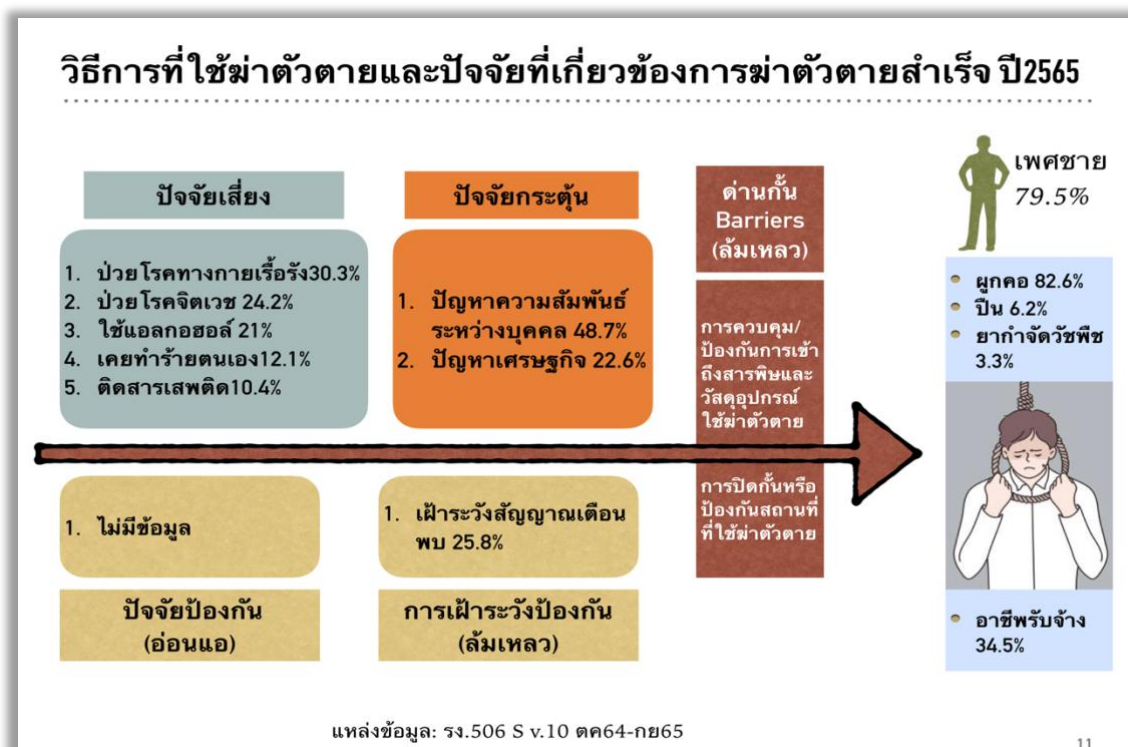 วิธีการที่ใช้ฆ่าตัวตายและปัจจัยที่เกี่ยวข้องการฆ่าตัวตายสำเร็จ ปี2565
ปัจจัยเสี่ยง
1. ป่วยโรคทางกายเรื้อรัง30.3%
2. ป่วยโรคจิตเวช 24.2%
3. ใช้แอลกอฮอล์ 21%
4. เคยทำร้ายตนเอง12.1%
5. ติดสารเสพติด10.4%
ปัจจัยกระตุ้น
1. ปัญหาความสัมพันธ์
ระหว่างบุคคล 48.7%
2. ปัญหาเศรษฐกิจ 22.6%
ด่านกั้น
Barriers
(ล้มเหลว)
การควบคุม/
ป้องกันการเข้า
ถึงสารพิษและ
วัสดุอุปกรณ์
ใช้ฆ่าตัวตาย
การปิดกั้นหรือ
ป้องกันสถานที่
ที่ใช้ฆ่าตัวตาย
เพศชาย
79.5%
• ผูกคอ 82.6%
• ปืน 6.2%
• ยากำจัดวัชพืช
3.3%
• อาชีพรับจ้าง
34.5%
1. ไม่มีข้อมูล
ปัจจัยป้องกัน
(อ่อนแอ)
1. เฝ้าระวังสัญญาณเตือน
พบ 25.8%
การเฝ้าระวังป้องกัน
(ล้มเหลว)
แหล่งข้อมูล: รง.506 S v.10 ตค64-กย65
11